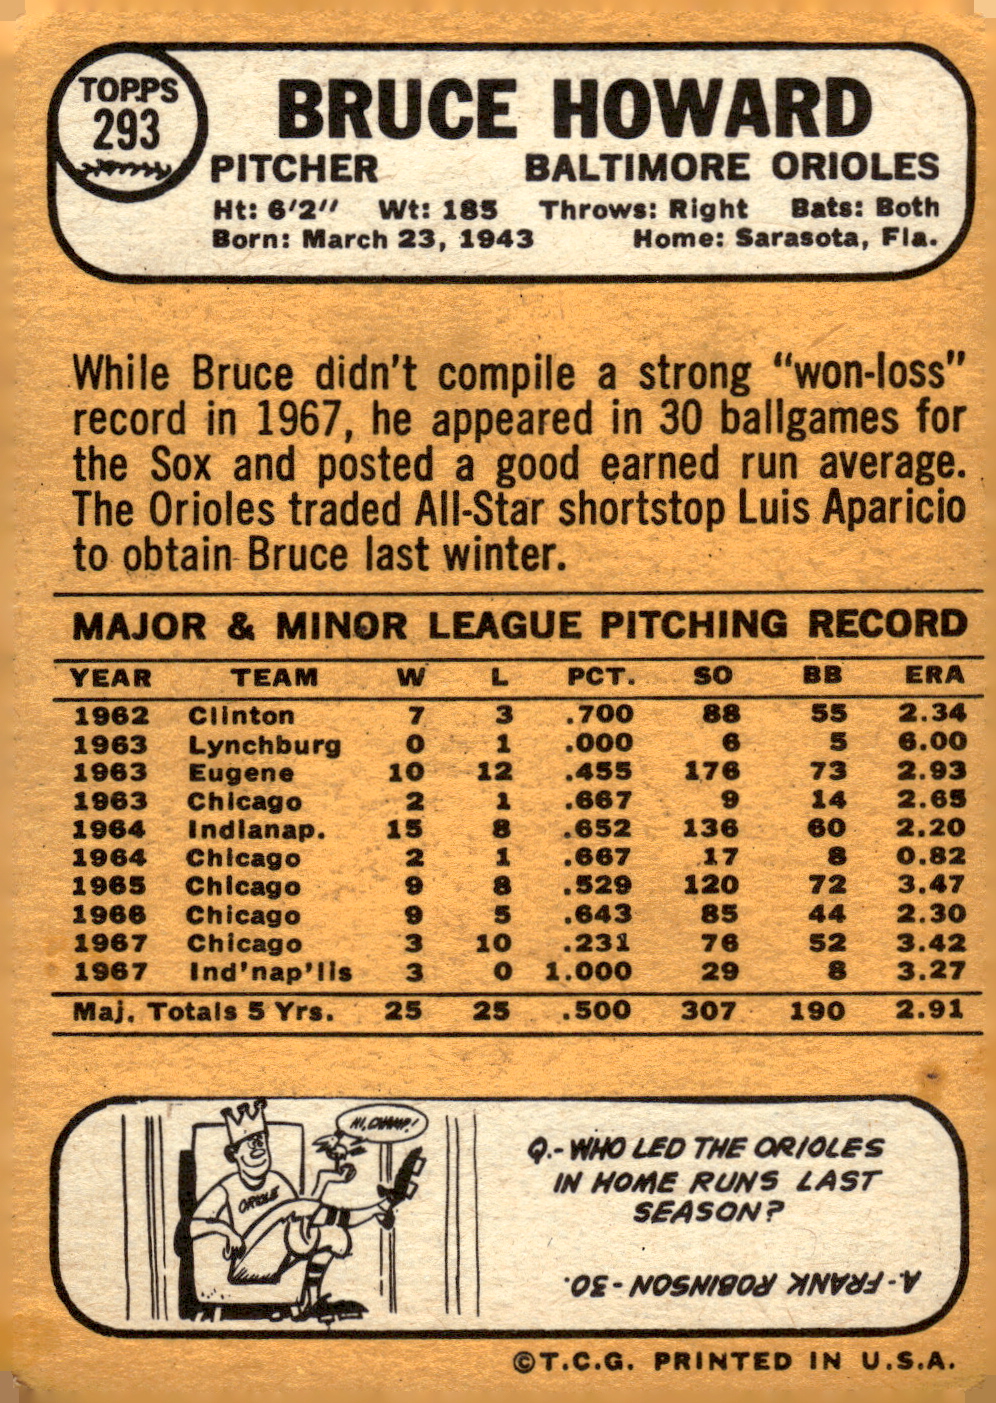 TOPPS
293
BRUCE HOWARD
PITCHER BALTIMORE ORIOLES
Ht: 6'2" Wt: 185 Throws: Right Bats: Both
Born: March 23, 1943 Home: Sarasota, Fla.
While Bruce didn't compile a strong "won-loss"
record in 1967, he appeared in 30 ballgames for
the Sox and posted a good earned run average.
The Orioles traded All-Star shortstop Luis Aparicio
to obtain Bruce last winter.
MAJOR & MINOR LEAGUE PITCHING RECORD
YEAR TEAM W L PCT. SO BB ERA
1962 Clinton 7 3 .700 88 55 2.34
1963 Lynchburg 0 1 .000 6 5 6.00
1963 Eugene 10 12 .455 176 73 2.93
1963 Chicago 2 1 .667 9 14 2.65
1964 Indianap. 15 8 .652 136 60 2.20
1964 Chicago 2 1 .667 17 8 0.82
1965 Chicago 9 8 .529 120 72 3.47
1966 Chicago 9 5 .643 85 44 2.30
1967 Chicago 3 10 .231 76 52 3.42
1967 Ind'nap'lis 3 0 1.000 29 8 3.27
Maj. Totals 5 Yrs. 25 25 .500 307 190 2.91
HI, CHAMP!
ORIOLE
Q.- WHO LED THE ORIOLES
IN HOME RUNS LAST
SEASON?
A - FRANK ROBINSON - 30.
©T.C.G. PRINTED IN U.S.A.